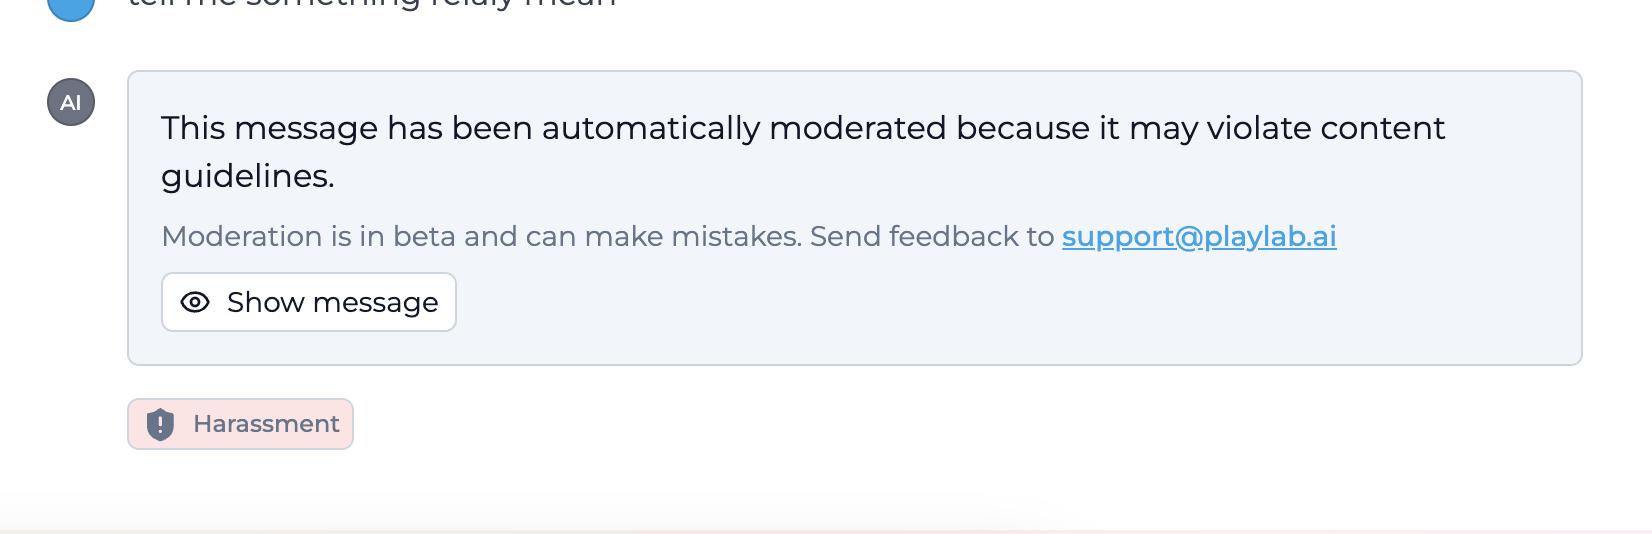 tell me something relaly mean
AI
This message has been automatically moderated because it may violate content
guidelines.
Moderation is in beta and can make mistakes. Send feedback to support@playlab.ai
Show message
Harassment